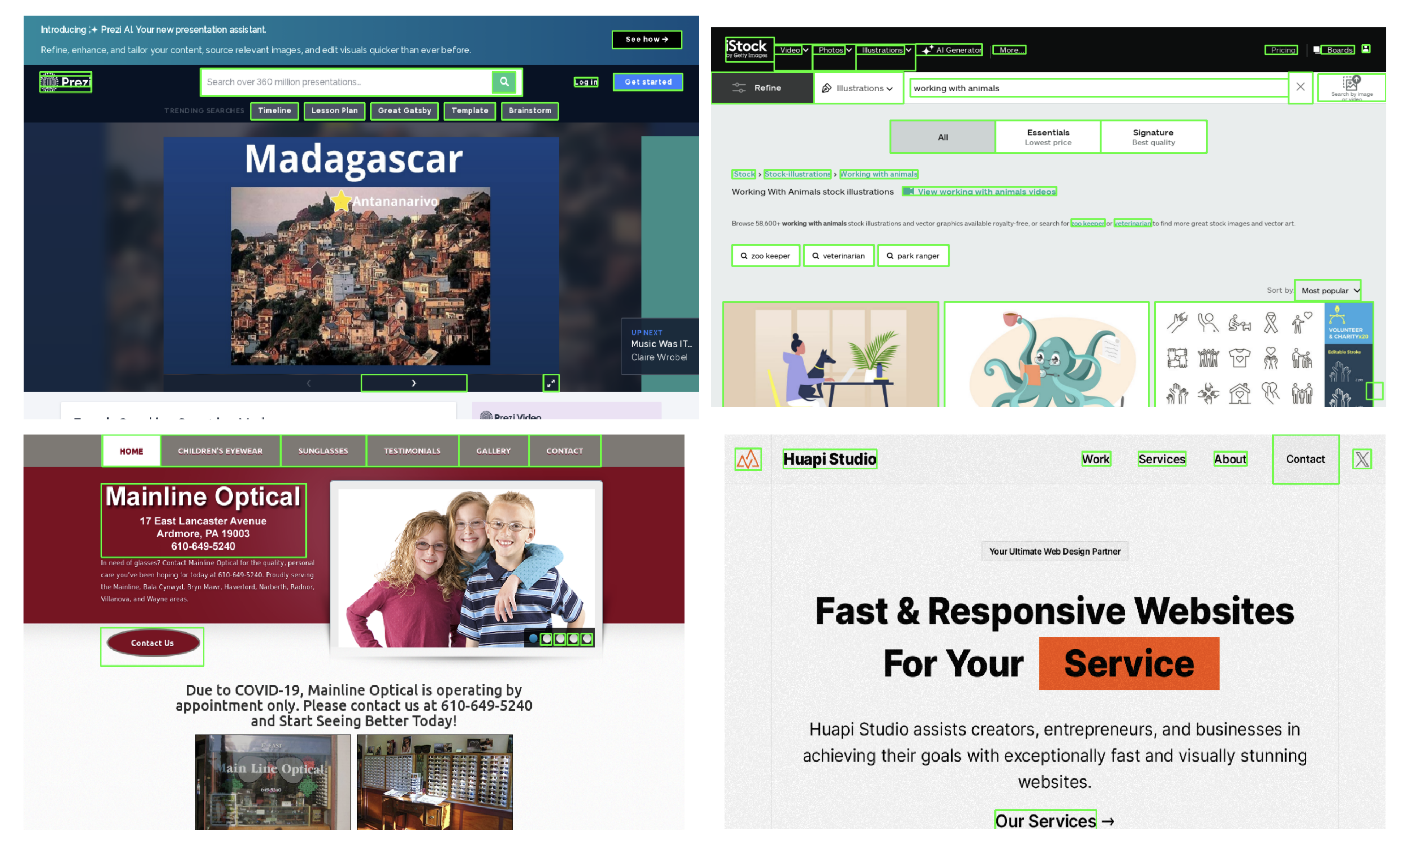 Introducing Prezi AI. Your new presentation assistant.
Refine, enhance, and tailor your content, source relevant images, and edit visuals quicker than ever before.
See how →
Prezi
Search over 360 million presentations...
Log in
Get started
TRENDING SEARCHES
Timeline
Lesson Plan
Great Gatsby
Template
Brainstorm
Madagascar
Antananarivo
UP NEXT
Music Was IT...
Claire Wrobel
Prezi Video
iStock
by Getty Images
Video
Photos
Illustrations
AI Generator
More...
Pricing
Boards
Refine
Illustrations
working with animals
Search by image
or video
All
Essentials
Lowest price
Signature
Best quality
Stock › Stock-illustrations › Working with animals
Working With Animals stock illustrations
View working with animals videos
Browse 58,600+ working with animals stock illustrations and vector graphics available royalty-free, or search for zoo keeper or veterinarian to find more great stock images and vector art.
zoo keeper
veterinarian
park ranger
Sort by:
Most popular
VOLUNTEER
& CHARITYx20
Editable Stroke
HOME
CHILDREN'S EYEWEAR
SUNGLASSES
TESTIMONIALS
GALLERY
CONTACT
Mainline Optical
17 East Lancaster Avenue
Ardmore, PA 19003
610-649-5240
In need of glasses? Contact Mainline Optical for the quality, personal
care you've been hoping for today at 610-649-5240. Proudly serving
the Mainline, Bala Cynwyd, Bryn Mawr, Haverford, Narberth, Radnor,
Villanova, and Wayne areas.
Contact Us
Due to COVID-19, Mainline Optical is operating by
appointment only. Please contact us at 610-649-5240
and Start Seeing Better Today!
Main Line Optical
649-5240
Huapi Studio
Work
Services
About
Contact
X
Your Ultimate Web Design Partner
Fast & Responsive Websites
For Your Service
Huapi Studio assists creators, entrepreneurs, and businesses in
achieving their goals with exceptionally fast and visually stunning
websites.
Our Services →